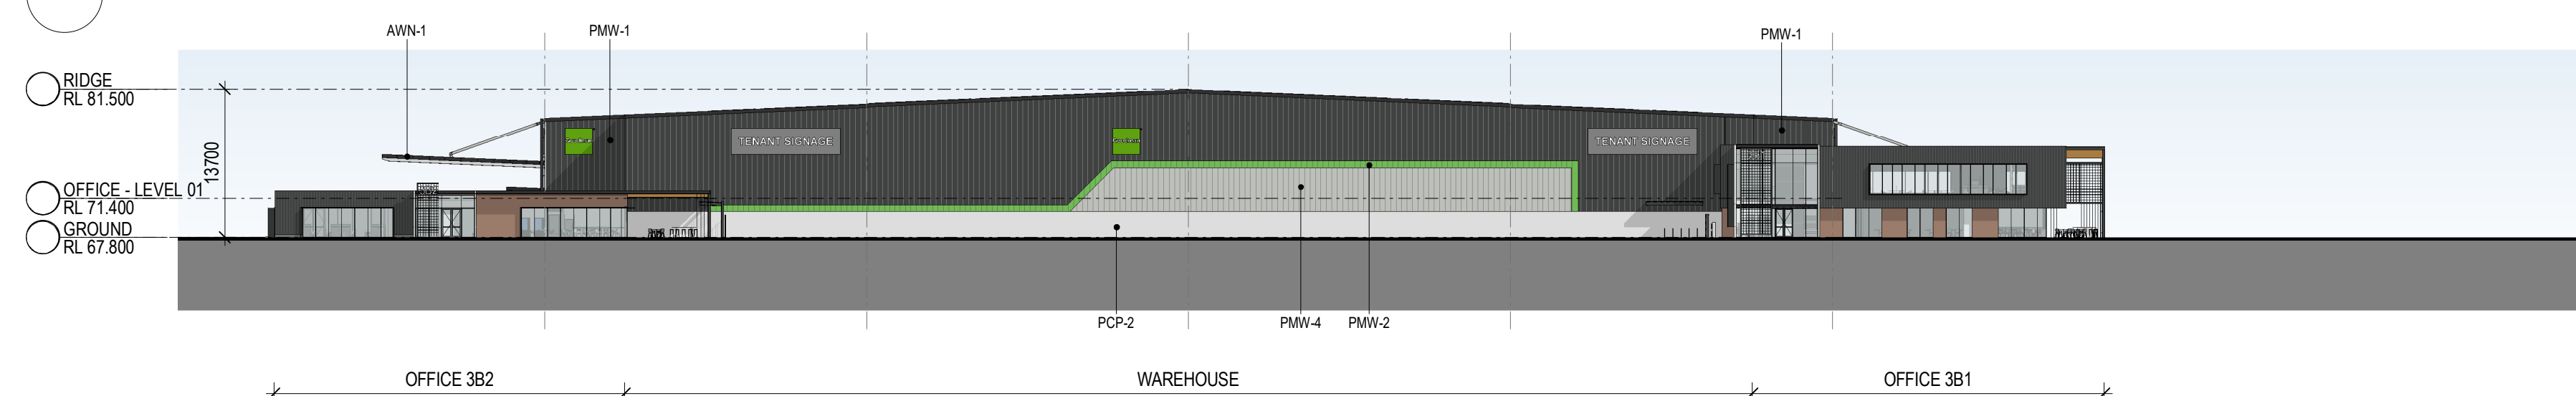 AWN-1
PMW-1
PMW-1
RIDGE
RL 81.500
TENANT SIGNAGE
TENANT SIGNAGE
13700
OFFICE - LEVEL 01
RL 71.400
GROUND
RL 67.800
PCP-2
PMW-4
PMW-2
OFFICE 3B2
WAREHOUSE
OFFICE 3B1